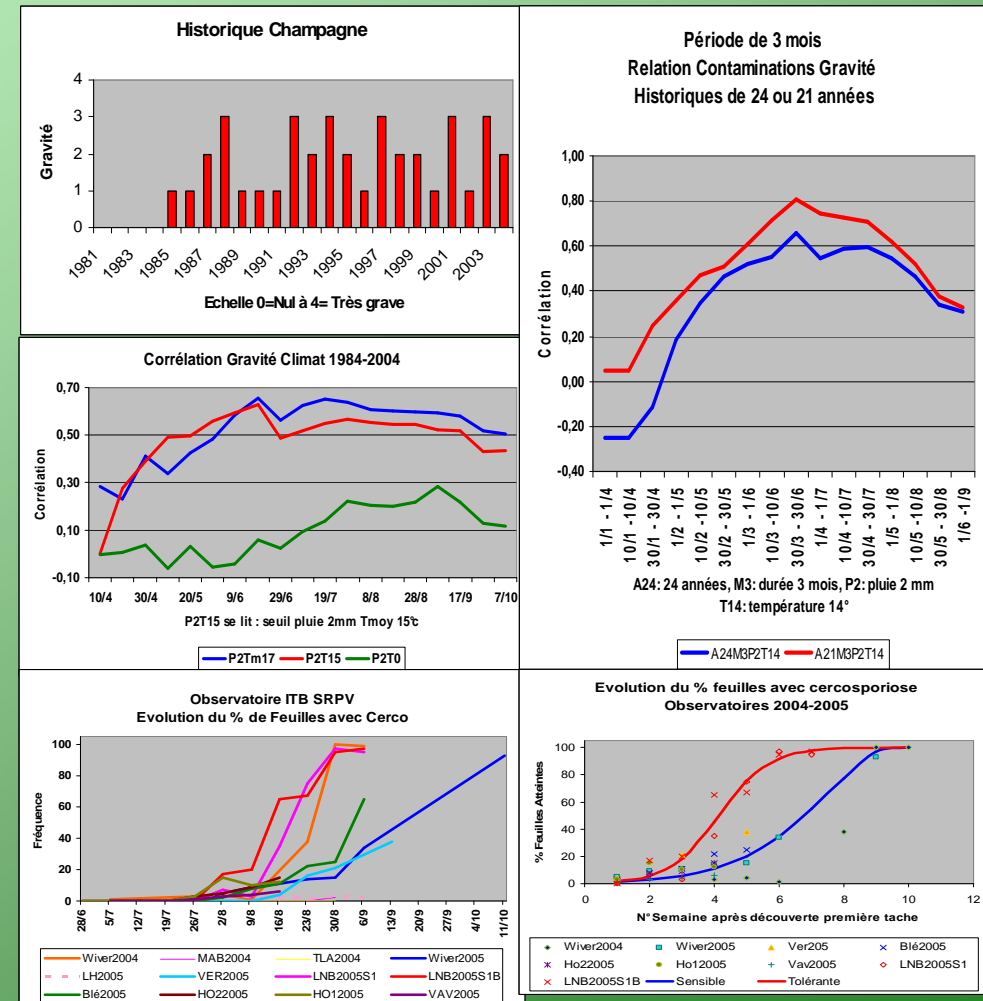 Historique Champagne
Gravité
4
3
2
1
0
1981
1983
1985
1987
1989
1991
1993
1995
1997
1999
2001
2003
Echelle 0=Nul à 4= Très grave
Période de 3 mois
Relation Contaminations Gravité
Historiques de 24 ou 21 années
Corrélation
1,00
0,80
0,60
0,40
0,20
0,00
-0,20
-0,40
1/1 - 1/4
10/1 -10/4
30/1 - 30/4
1/2 - 1/5
10/2 -10/5
30/2 - 30/5
1/3 - 1/6
10/3 -10/6
30/3 - 30/6
1/4 - 1/7
10/4 -10/7
30/4 - 30/7
1/5 - 1/8
10/5 -10/8
30/5 - 30/8
1/6 -1/9
A24: 24 années, M3: durée 3 mois, P2: pluie 2 mm
T14: température 14°
A24M3P2T14 A21M3P2T14
Corrélation Gravité Climat 1984-2004
Corrélation
0,70
0,50
0,30
0,10
-0,10
10/4 30/4 20/5 9/6 29/6 19/7 8/8 28/8 17/9 7/10
P2T15 se lit : seuil pluie 2mm Tmoy 15°c
P2Tm17 P2T15 P2T0
Observatoire ITB SRPV
Evolution du % de Feuilles avec Cerco
Fréquence
100
80
60
40
20
0
28/6
5/7
12/7
19/7
26/7
2/8
9/8
16/8
23/8
30/8
6/9
13/9
20/9
27/9
4/10
11/10
Wiver2004 MAB2004 TLA2004 Wiver2005
LH2005 VER2005 LNB2005S1 LNB2005S1B
Blé2005 HO22005 HO12005 VAV2005
Evolution du % feuilles avec cercosporiose
Observatoires 2004-2005
% Feuilles Atteintes
100
80
60
40
20
0
0 2 4 6 8 10 12
N° Semaine après découverte première tache
Wiver2004 Wiver2005 Ver205 Blé2005
Ho22005 Ho12005 Vav2005 LNB2005S1
LNB2005S1B Sensible Tolérante